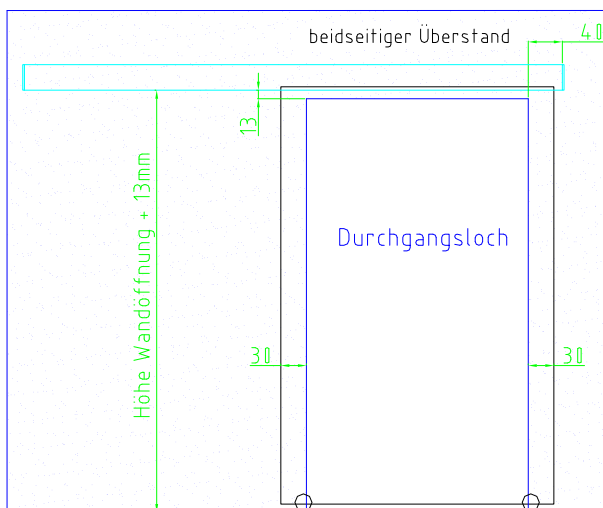 beidseitiger Überstand
40
13
Höhe Wandöffnung + 13mm
Durchgangsloch
30
30